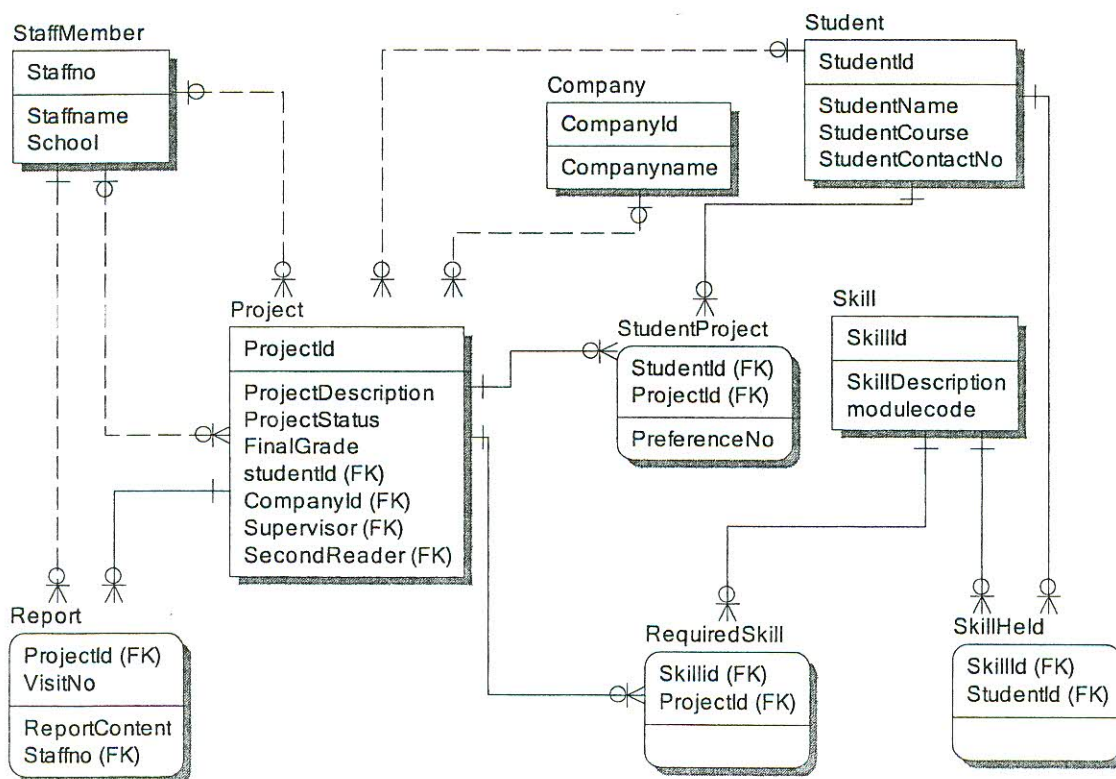 StaffMember
Staffno
Staffname
School
Student
StudentId
StudentName
StudentCourse
StudentContactNo
Company
CompanyId
Companyname
Project
ProjectId
ProjectDescription
ProjectStatus
FinalGrade
studentId (FK)
CompanyId (FK)
Supervisor (FK)
SecondReader (FK)
StudentProject
StudentId (FK)
ProjectId (FK)
PreferenceNo
Skill
SkillId
SkillDescription
modulecode
Report
ProjectId (FK)
VisitNo
ReportContent
Staffno (FK)
RequiredSkill
Skillid (FK)
ProjectId (FK)
SkillHeld
SkillId (FK)
StudentId (FK)